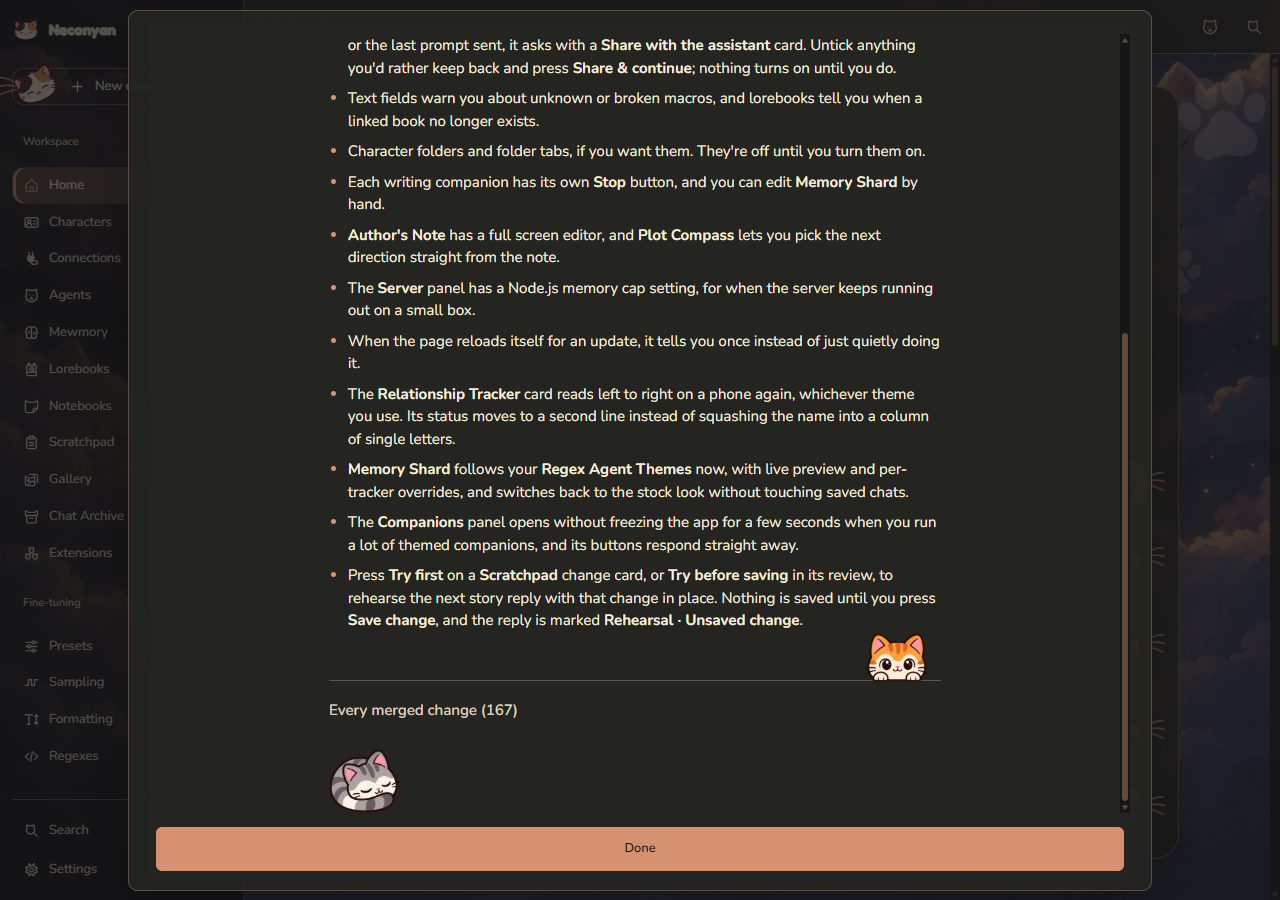 Neconyan
New chat
Workspace
Home
Characters
Connections
Agents
Mewmory
Lorebooks
Notebooks
Scratchpad
Gallery
Chat Archive
Extensions
Fine-tuning
Presets
Sampling
Formatting
Regexes
Search
Settings
or the last prompt sent, it asks with a Share with the assistant card. Untick anything
you'd rather keep back and press Share & continue; nothing turns on until you do.
Text fields warn you about unknown or broken macros, and lorebooks tell you when a
linked book no longer exists.
Character folders and folder tabs, if you want them. They're off until you turn them on.
Each writing companion has its own Stop button, and you can edit Memory Shard by
hand.
Author's Note has a full screen editor, and Plot Compass lets you pick the next
direction straight from the note.
The Server panel has a Node.js memory cap setting, for when the server keeps running
out on a small box.
When the page reloads itself for an update, it tells you once instead of just quietly doing
it.
The Relationship Tracker card reads left to right on a phone again, whichever theme
you use. Its status moves to a second line instead of squashing the name into a column
of single letters.
Memory Shard follows your Regex Agent Themes now, with live preview and per-
tracker overrides, and switches back to the stock look without touching saved chats.
The Companions panel opens without freezing the app for a few seconds when you run
a lot of themed companions, and its buttons respond straight away.
Press Try first on a Scratchpad change card, or Try before saving in its review, to
rehearse the next story reply with that change in place. Nothing is saved until you press
Save change, and the reply is marked Rehearsal · Unsaved change.
Every merged change (167)
Done